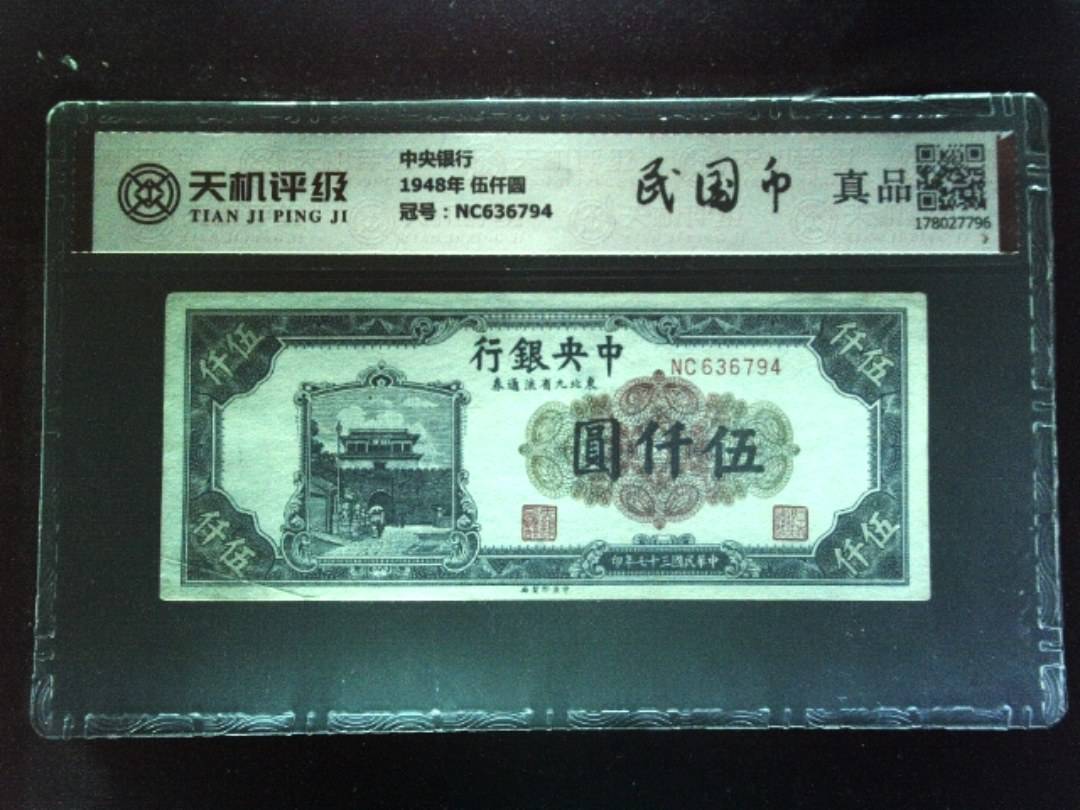 天机评级
TIAN JI PING JI
中央银行
1948年 伍仟圆
冠号：NC636794
民国币
真品
178027796
行銀央中
券通流省九北東
NC636794
仟伍
仟伍
圓仟伍
仟伍
仟伍
印年七十三國民華中